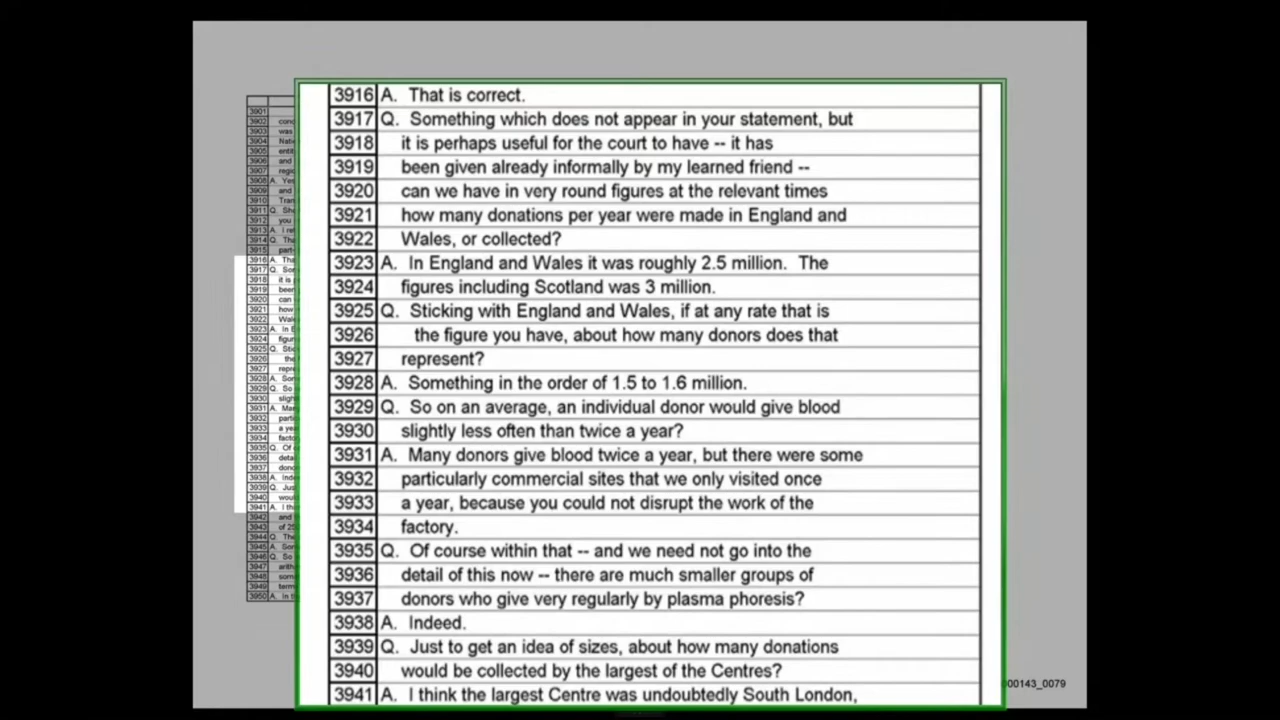 3916 A. That is correct.
3917 Q. Something which does not appear in your statement, but
3918 it is perhaps useful for the court to have -- it has
3919 been given already informally by my learned friend --
3920 can we have in very round figures at the relevant times
3921 how many donations per year were made in England and
3922 Wales, or collected?
3923 A. In England and Wales it was roughly 2.5 million. The
3924 figures including Scotland was 3 million.
3925 Q. Sticking with England and Wales, if at any rate that is
3926 the figure you have, about how many donors does that
3927 represent?
3928 A. Something in the order of 1.5 to 1.6 million.
3929 Q. So on an average, an individual donor would give blood
3930 slightly less often than twice a year?
3931 A. Many donors give blood twice a year, but there were some
3932 particularly commercial sites that we only visited once
3933 a year, because you could not disrupt the work of the
3934 factory.
3935 Q. Of course within that -- and we need not go into the
3936 detail of this now -- there are much smaller groups of
3937 donors who give very regularly by plasma phoresis?
3938 A. Indeed.
3939 Q. Just to get an idea of sizes, about how many donations
3940 would be collected by the largest of the Centres?
3941 A. I think the largest Centre was undoubtedly South London,
000143_0079